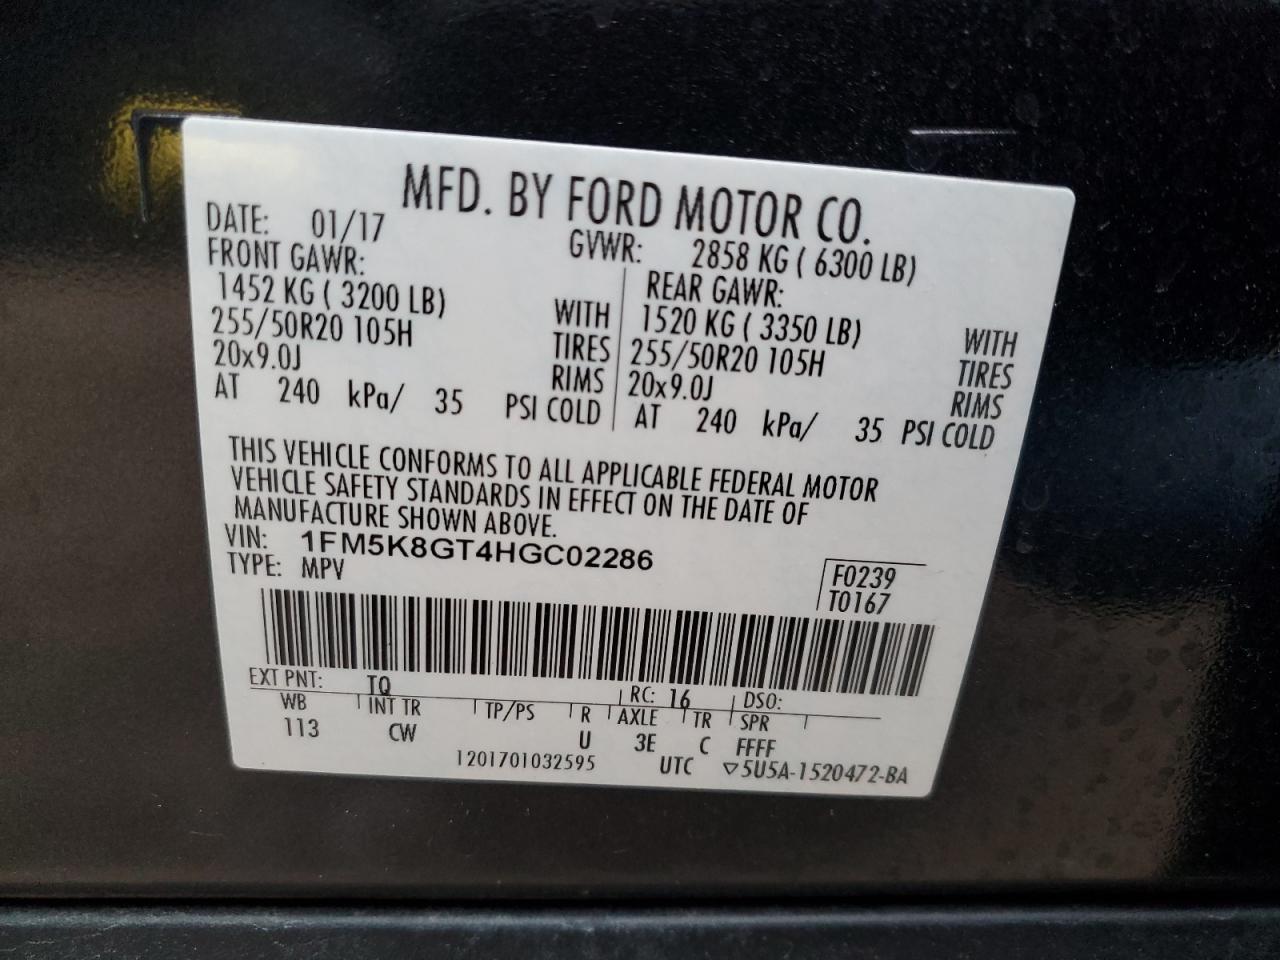 MFD. BY FORD MOTOR CO.
DATE: 01/17 GVWR: 2858 KG ( 6300 LB)
FRONT GAWR: REAR GAWR:
1452 KG ( 3200 LB) WITH 1520 KG ( 3350 LB) WITH
255/50R20 105H TIRES 255/50R20 105H TIRES
20x9.0J RIMS 20x9.0J RIMS
AT 240 kPa/ 35 PSI COLD AT 240 kPa/ 35 PSI COLD
THIS VEHICLE CONFORMS TO ALL APPLICABLE FEDERAL MOTOR
VEHICLE SAFETY STANDARDS IN EFFECT ON THE DATE OF
MANUFACTURE SHOWN ABOVE.
VIN: 1FM5K8GT4HGC02286
TYPE: MPV
F0239
T0167
EXT PNT: TQ RC: 16 DSO:
WB INT TR TP/PS R AXLE TR SPR
113 CW U 3E C FFFF
1201701032595 UTC ▽5U5A-1520472-BA